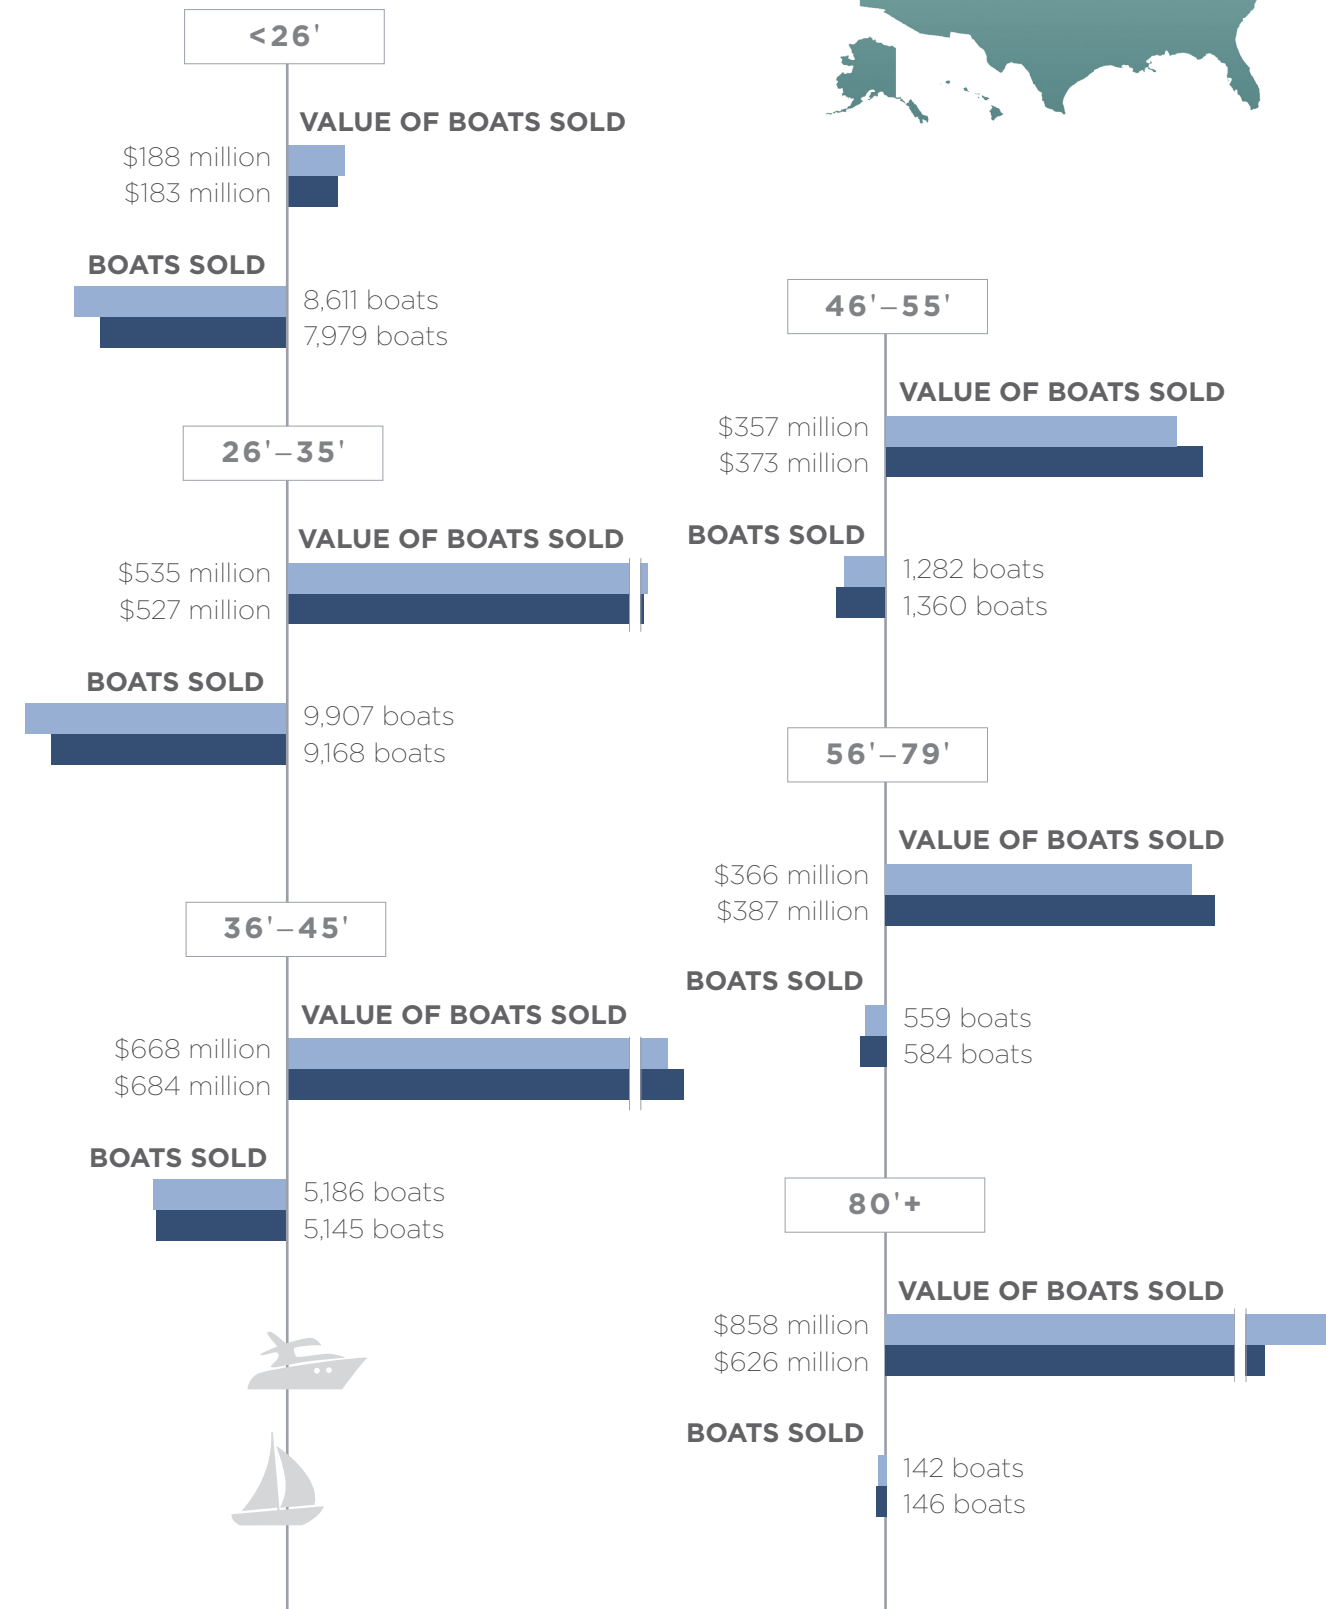 <26'
VALUE OF BOATS SOLD
$188 million
$183 million
BOATS SOLD
8,611 boats
7,979 boats
26'–35'
VALUE OF BOATS SOLD
$535 million
$527 million
BOATS SOLD
9,907 boats
9,168 boats
36'–45'
VALUE OF BOATS SOLD
$668 million
$684 million
BOATS SOLD
5,186 boats
5,145 boats
46'–55'
VALUE OF BOATS SOLD
$357 million
$373 million
BOATS SOLD
1,282 boats
1,360 boats
56'–79'
VALUE OF BOATS SOLD
$366 million
$387 million
BOATS SOLD
559 boats
584 boats
80'+
VALUE OF BOATS SOLD
$858 million
$626 million
BOATS SOLD
142 boats
146 boats